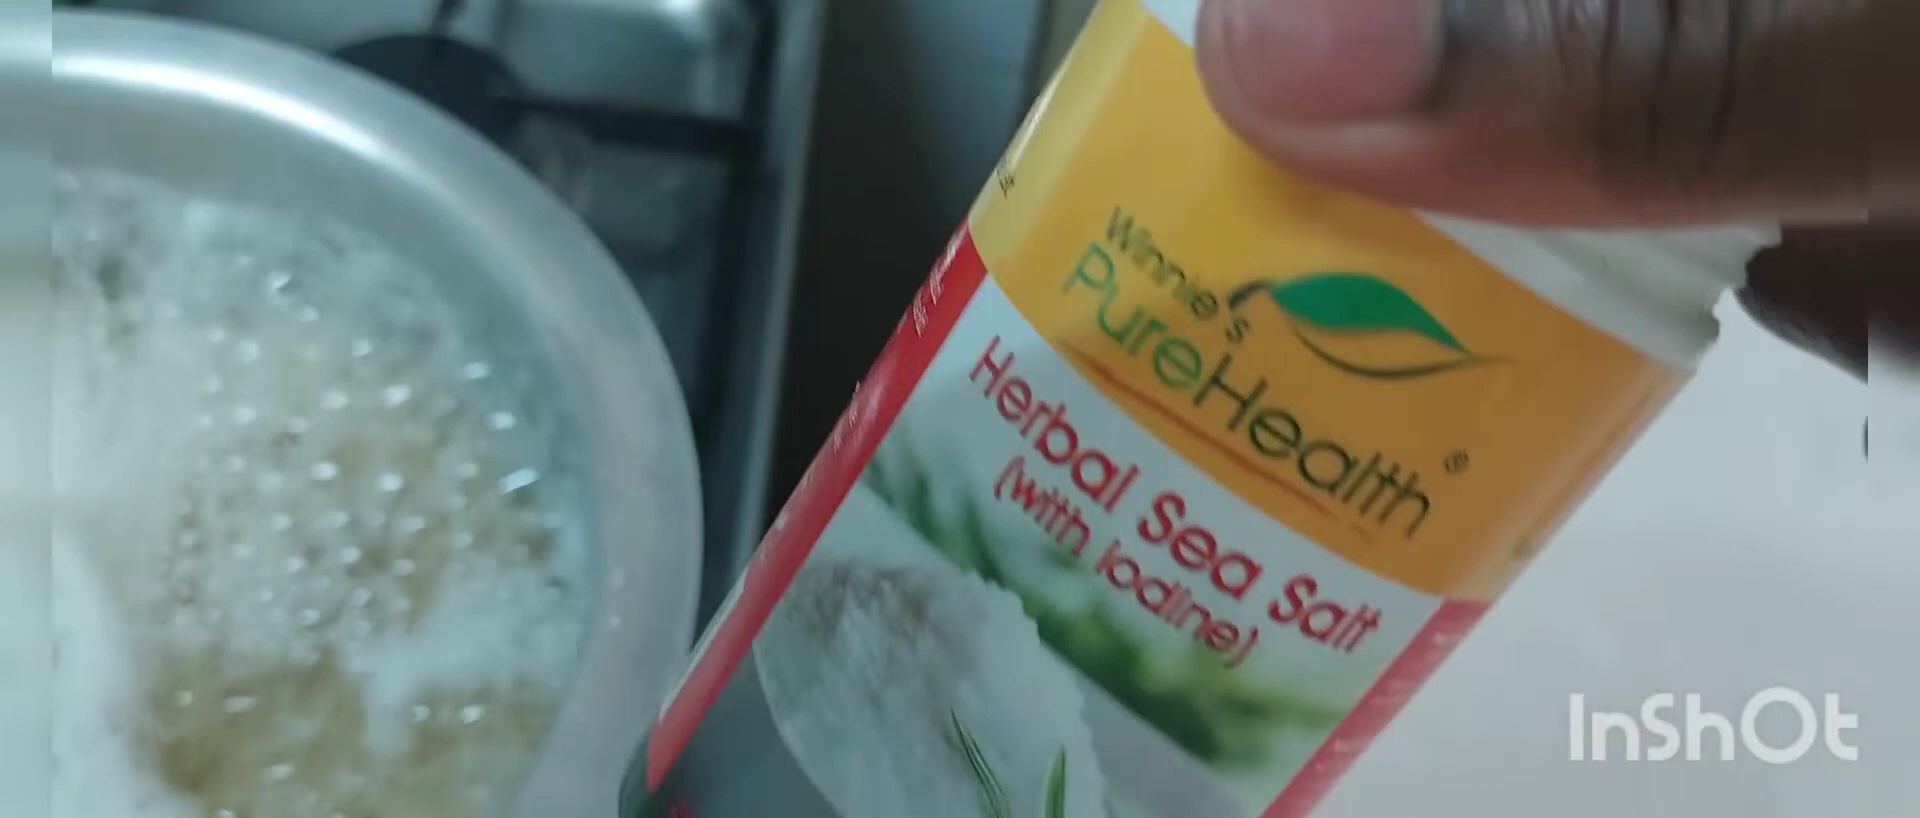 Winnie's
PureHealth
Herbal Sea Salt
(with Iodine)
InShOt